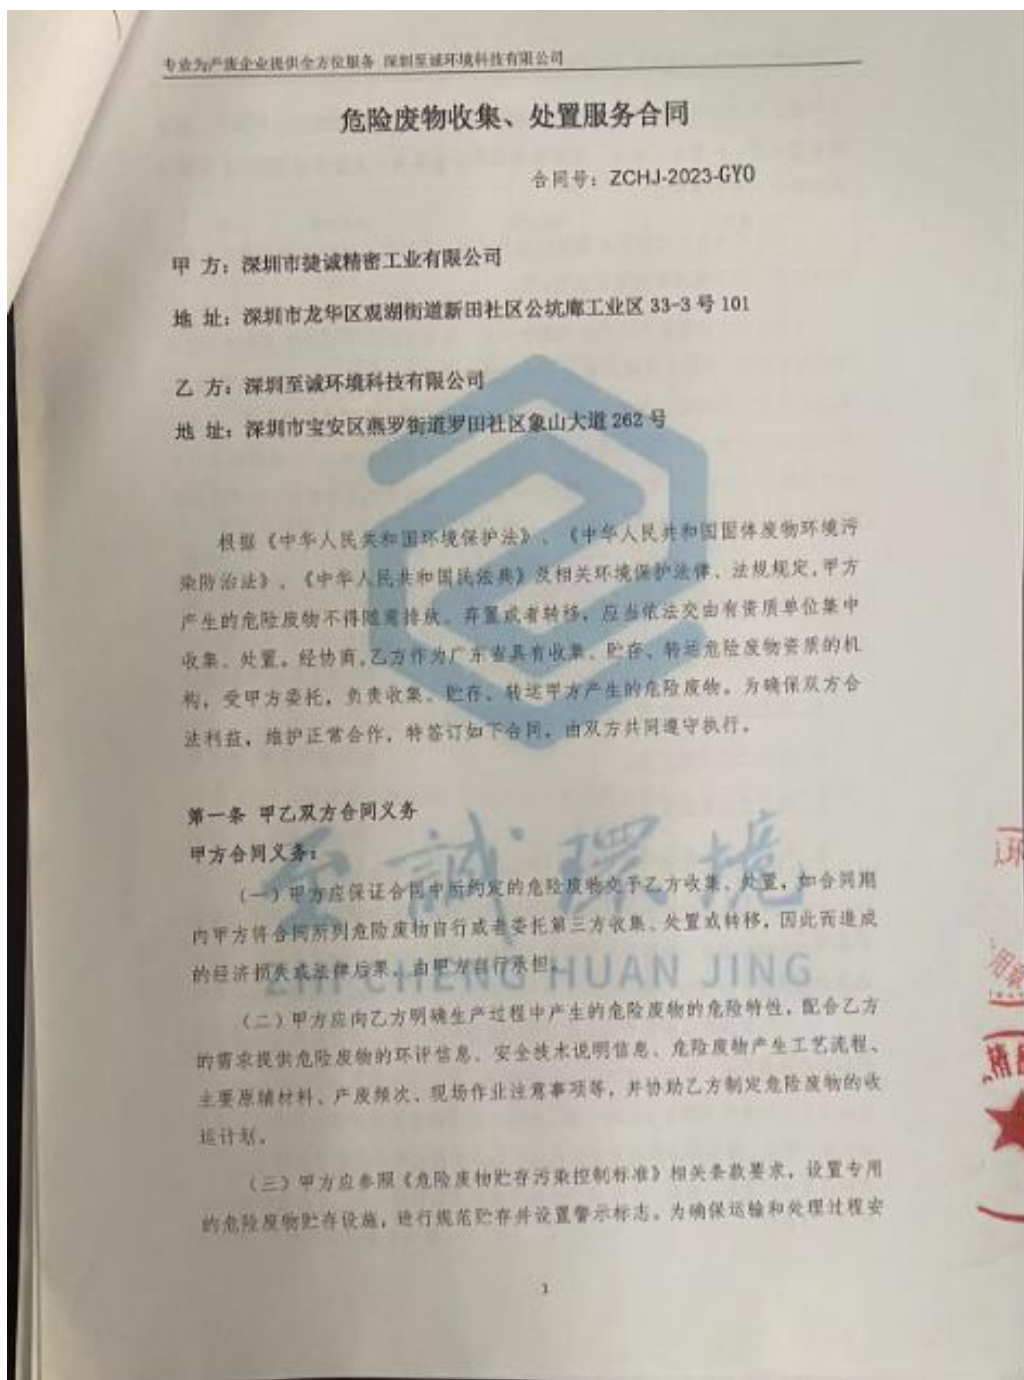 专业为产废企业提供全方位服务 深圳至诚环境科技有限公司
危险废物收集、处置服务合同
合同号：ZCHJ-2023-GYO
甲 方：深圳市捷诚精密工业有限公司
地 址：深圳市龙华区观湖街道新田社区公坑廊工业区 33-3 号 101
乙 方：深圳至诚环境科技有限公司
地 址：深圳市宝安区燕罗街道罗田社区象山大道 262 号
根据《中华人民共和国环境保护法》、《中华人民共和国固体废物环境污
染防治法》、《中华人民共和国民法典》及相关环境保护法律、法规规定，甲方
产生的危险废物不得随意排放、弃置或者转移，应当依法交由有资质单位集中
收集、处置。经协商，乙方作为广东省具有收集、贮存、转运危险废物资质的机
构，受甲方委托，负责收集、贮存、转运甲方产生的危险废物。为确保双方合
法利益，维护正常合作，特签订如下合同，由双方共同遵守执行。
第一条 甲乙双方合同义务
甲方合同义务：
至誠環境
（一）甲方应保证合同中所约定的危险废物交予乙方收集、处置，如合同期
内甲方将合同所列危险废物自行或者委托第三方收集、处置或转移，因此而造成
的经济损失或法律后果，由甲方自行承担。
ZHI CHENG HUAN JING
（二）甲方应向乙方明确生产过程中产生的危险废物的危险特性，配合乙方
的需求提供危险废物的环评信息、安全技术说明信息、危险废物产生工艺流程、
主要原辅材料、产废频次、现场作业注意事项等，并协助乙方制定危险废物的收
运计划。
（三）甲方应参照《危险废物贮存污染控制标准》相关条款要求，设置专用
的危险废物贮存设施，进行规范贮存并设置警示标志。为确保运输和处理过程安
1